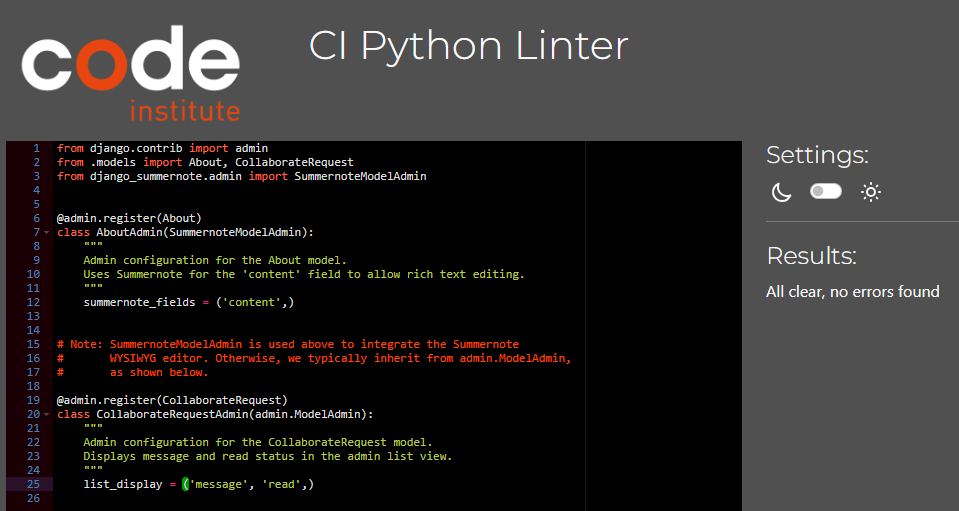 code
institute
CI Python Linter
1 from django.contrib import admin
2 from .models import About, CollaborateRequest
3 from django_summernote.admin import SummernoteModelAdmin
4
5
6 @admin.register(About)
7 class AboutAdmin(SummernoteModelAdmin):
8     """
9     Admin configuration for the About model.
10     Uses Summernote for the 'content' field to allow rich text editing.
11     """
12     summernote_fields = ('content',)
13
14
15 # Note: SummernoteModelAdmin is used above to integrate the Summernote
16 #       WYSIWYG editor. Otherwise, we typically inherit from admin.ModelAdmin,
17 #       as shown below.
18
19 @admin.register(CollaborateRequest)
20 class CollaborateRequestAdmin(admin.ModelAdmin):
21     """
22     Admin configuration for the CollaborateRequest model.
23     Displays message and read status in the admin list view.
24     """
25     list_display = ('message', 'read',)
26
Settings:
Results:
All clear, no errors found